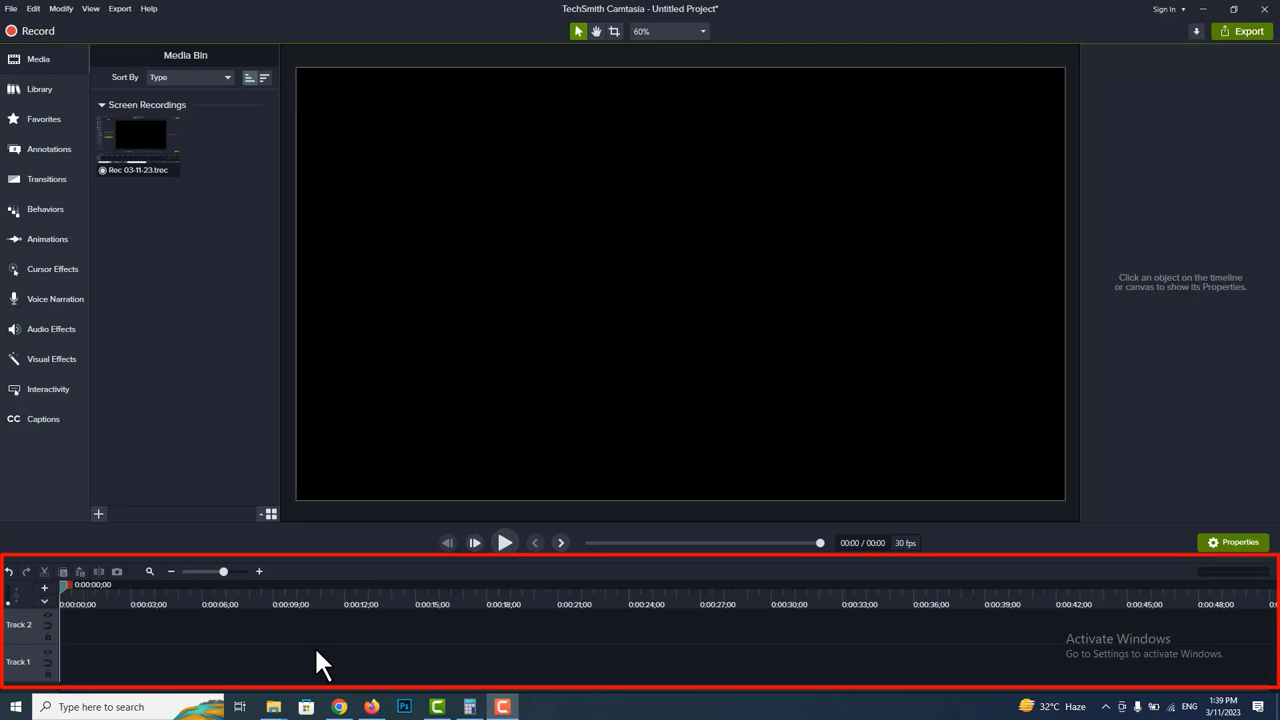 File Edit Modify View Export Help
TechSmith Camtasia - Untitled Project*
Sign In
Record
60%
Export
Media
Library
Favorites
Annotations
Transitions
Behaviors
Animations
Cursor Effects
Voice Narration
Audio Effects
Visual Effects
Interactivity
CC Captions
Media Bin
Sort By Type
Screen Recordings
Rec 03-11-23.trec
Click an object on the timeline
or canvas to show its Properties.
00:00 / 00:00 30 fps
Properties
0:00:00;00
0:00:00;00 0:00:03;00 0:00:06;00 0:00:09;00 0:00:12;00 0:00:15;00 0:00:18;00 0:00:21;00 0:00:24;00 0:00:27;00 0:00:30;00 0:00:33;00 0:00:36;00 0:00:39;00 0:00:42;00 0:00:45;00 0:00:48;00
Track 2
Track 1
Activate Windows
Go to Settings to activate Windows.
Type here to search
Ps
32°C Haze
ENG
1:39 PM
3/11/2023